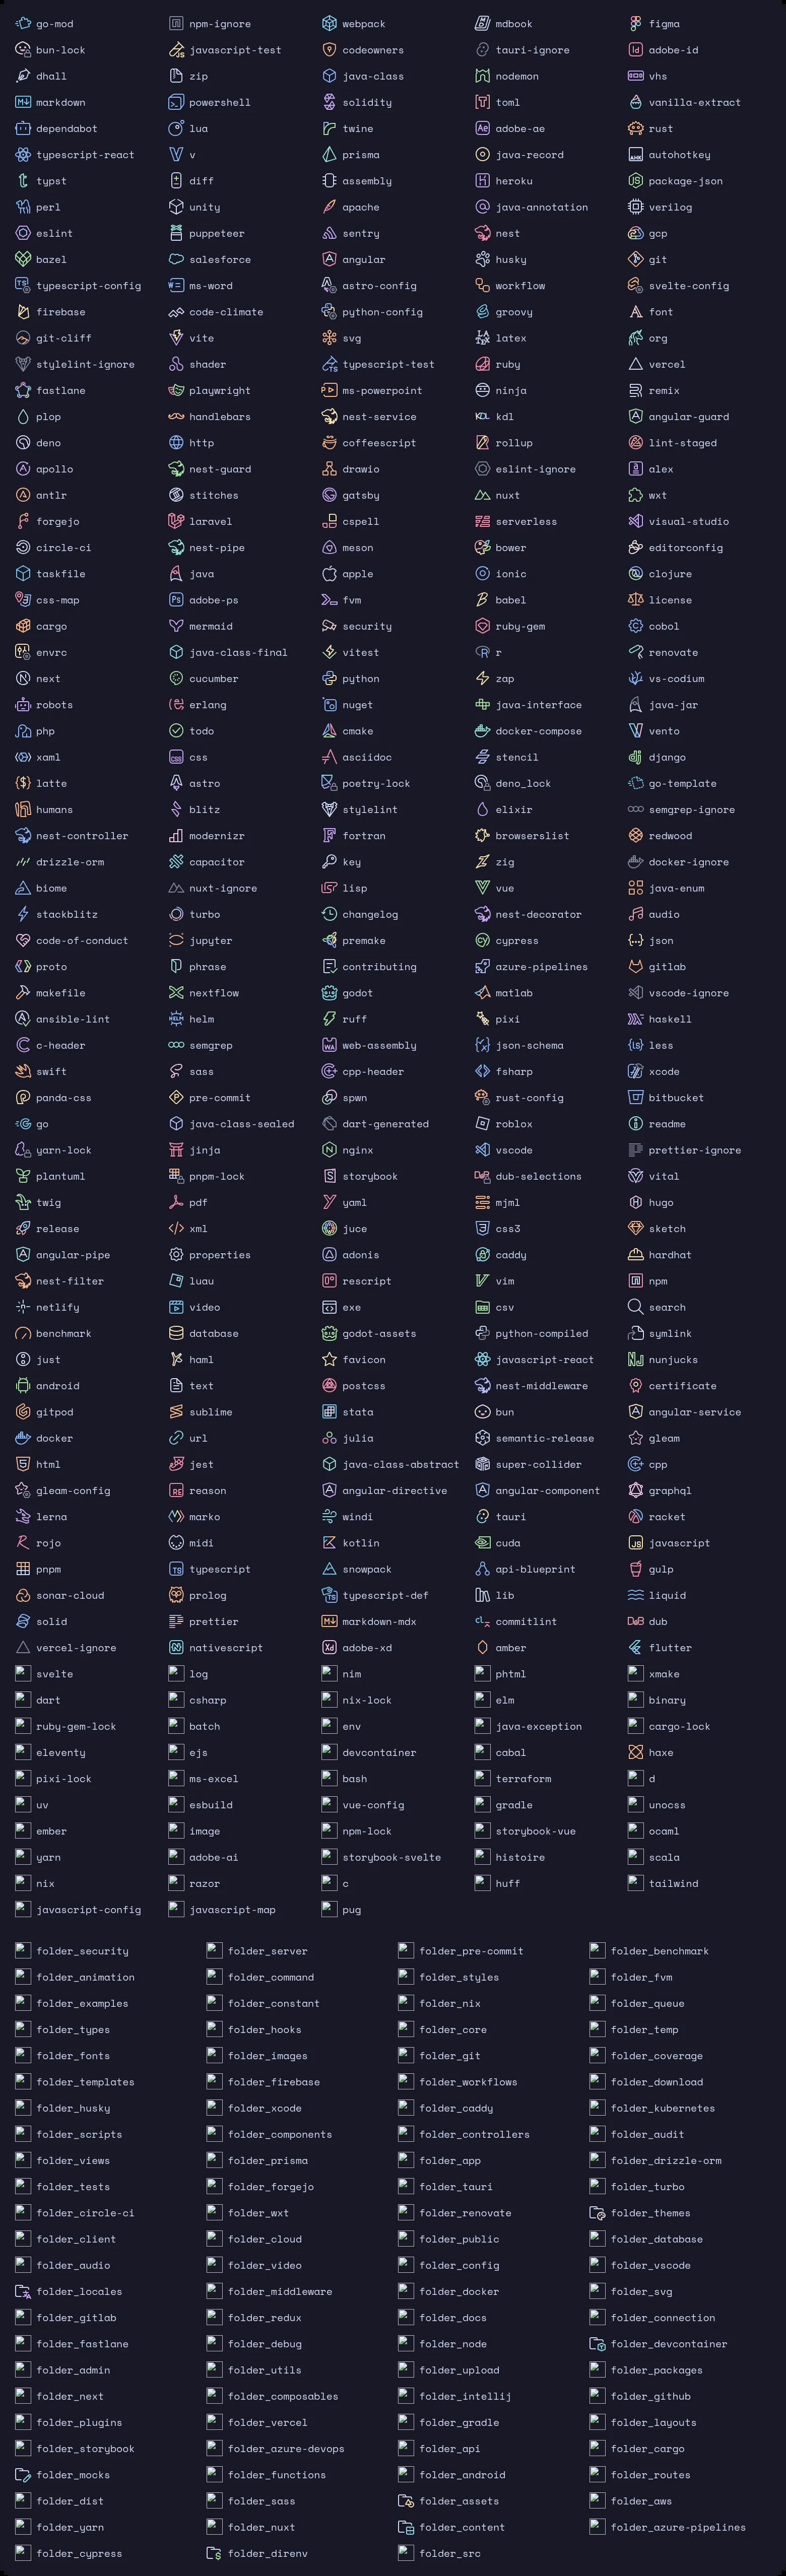 go-mod npm-ignore webpack mdbook figma
bun-lock javascript-test codeowners tauri-ignore adobe-id
dhall zip java-class nodemon vhs
markdown powershell solidity toml vanilla-extract
dependabot lua twine adobe-ae rust
typescript-react v prisma java-record autohotkey
typst diff assembly heroku package-json
perl unity apache java-annotation verilog
eslint puppeteer sentry nest gcp
bazel salesforce angular husky git
typescript-config ms-word astro-config workflow svelte-config
firebase code-climate python-config groovy font
git-cliff vite svg latex org
stylelint-ignore shader typescript-test ruby vercel
fastlane playwright ms-powerpoint ninja remix
plop handlebars nest-service kdl angular-guard
deno http coffeescript rollup lint-staged
apollo nest-guard drawio eslint-ignore alex
antlr stitches gatsby nuxt wxt
forgejo laravel cspell serverless visual-studio
circle-ci nest-pipe meson bower editorconfig
taskfile java apple ionic clojure
css-map adobe-ps fvm babel license
cargo mermaid security ruby-gem cobol
envrc java-class-final vitest r renovate
next cucumber python zap vs-codium
robots erlang nuget java-interface java-jar
php todo cmake docker-compose vento
xaml css asciidoc stencil django
latte astro poetry-lock deno_lock go-template
humans blitz stylelint elixir semgrep-ignore
nest-controller modernizr fortran browserslist redwood
drizzle-orm capacitor key zig docker-ignore
biome nuxt-ignore lisp vue java-enum
stackblitz turbo changelog nest-decorator audio
code-of-conduct jupyter premake cypress json
proto phrase contributing azure-pipelines gitlab
makefile nextflow godot matlab vscode-ignore
ansible-lint helm ruff pixi haskell
c-header semgrep web-assembly json-schema less
swift sass cpp-header fsharp xcode
panda-css pre-commit spwn rust-config bitbucket
go java-class-sealed dart-generated roblox readme
yarn-lock jinja nginx vscode prettier-ignore
plantuml pnpm-lock storybook dub-selections vital
twig pdf yaml mjml hugo
release xml juce css3 sketch
angular-pipe properties adonis caddy hardhat
nest-filter luau rescript vim npm
netlify video exe csv search
benchmark database godot-assets python-compiled symlink
just haml favicon javascript-react nunjucks
android text postcss nest-middleware certificate
gitpod sublime stata bun angular-service
docker url julia semantic-release gleam
html jest java-class-abstract super-collider cpp
gleam-config reason angular-directive angular-component graphql
lerna marko windi tauri racket
rojo midi kotlin cuda javascript
pnpm typescript snowpack api-blueprint gulp
sonar-cloud prolog typescript-def lib liquid
solid prettier markdown-mdx commitlint dub
vercel-ignore nativescript adobe-xd amber flutter
svelte log nim phtml xmake
dart csharp nix-lock elm binary
ruby-gem-lock batch env java-exception cargo-lock
eleventy ejs devcontainer cabal haxe
pixi-lock ms-excel bash terraform d
uv esbuild vue-config gradle unocss
ember image npm-lock storybook-vue ocaml
yarn adobe-ai storybook-svelte histoire scala
nix razor c huff tailwind
javascript-config javascript-map pug
folder_security folder_server folder_pre-commit folder_benchmark
folder_animation folder_command folder_styles folder_fvm
folder_examples folder_constant folder_nix folder_queue
folder_types folder_hooks folder_core folder_temp
folder_fonts folder_images folder_git folder_coverage
folder_templates folder_firebase folder_workflows folder_download
folder_husky folder_xcode folder_caddy folder_kubernetes
folder_scripts folder_components folder_controllers folder_audit
folder_views folder_prisma folder_app folder_drizzle-orm
folder_tests folder_forgejo folder_tauri folder_turbo
folder_circle-ci folder_wxt folder_renovate folder_themes
folder_client folder_cloud folder_public folder_database
folder_audio folder_video folder_config folder_vscode
folder_locales folder_middleware folder_docker folder_svg
folder_gitlab folder_redux folder_docs folder_connection
folder_fastlane folder_debug folder_node folder_devcontainer
folder_admin folder_utils folder_upload folder_packages
folder_next folder_composables folder_intellij folder_github
folder_plugins folder_vercel folder_gradle folder_layouts
folder_storybook folder_azure-devops folder_api folder_cargo
folder_mocks folder_functions folder_android folder_routes
folder_dist folder_sass folder_assets folder_aws
folder_yarn folder_nuxt folder_content folder_azure-pipelines
folder_cypress folder_direnv folder_src